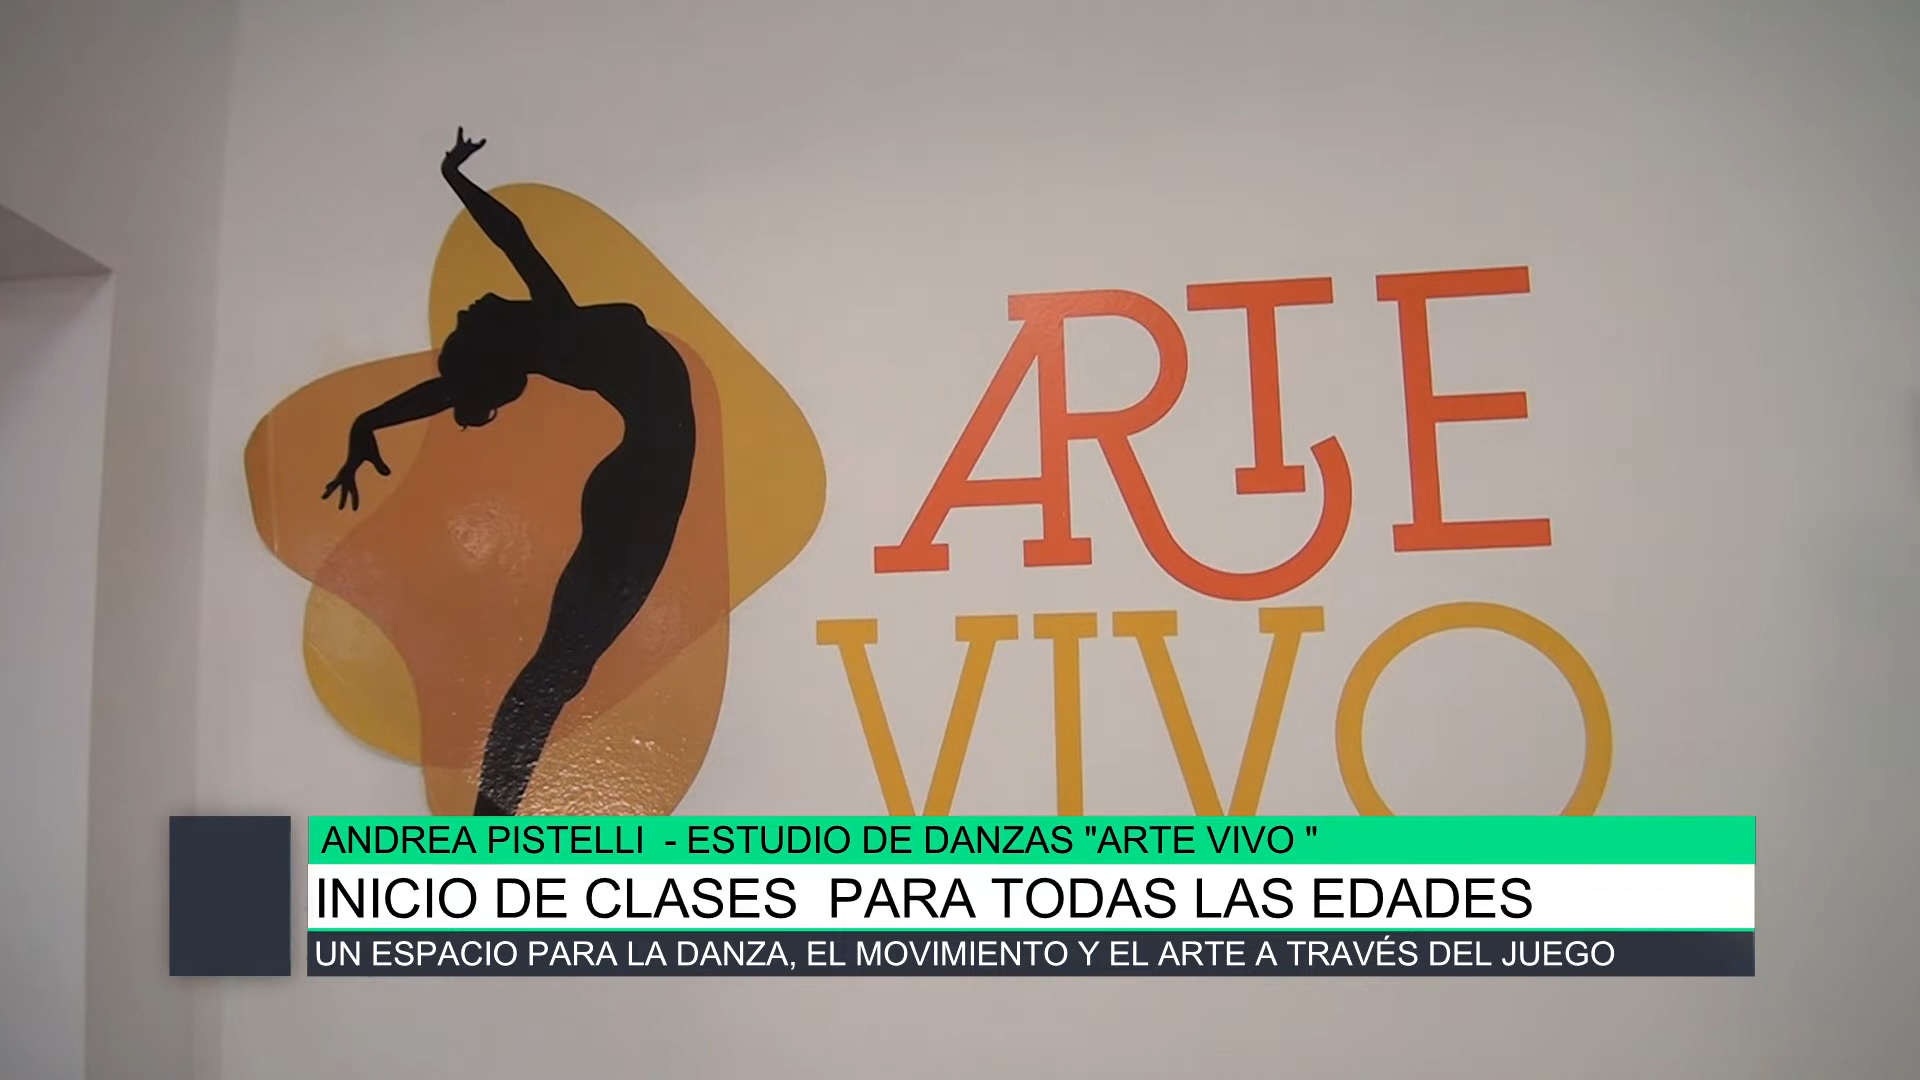 ARTE
VIVO
ANDREA PISTELLI - ESTUDIO DE DANZAS "ARTE VIVO "
INICIO DE CLASES PARA TODAS LAS EDADES
UN ESPACIO PARA LA DANZA, EL MOVIMIENTO Y EL ARTE A TRAVÉS DEL JUEGO